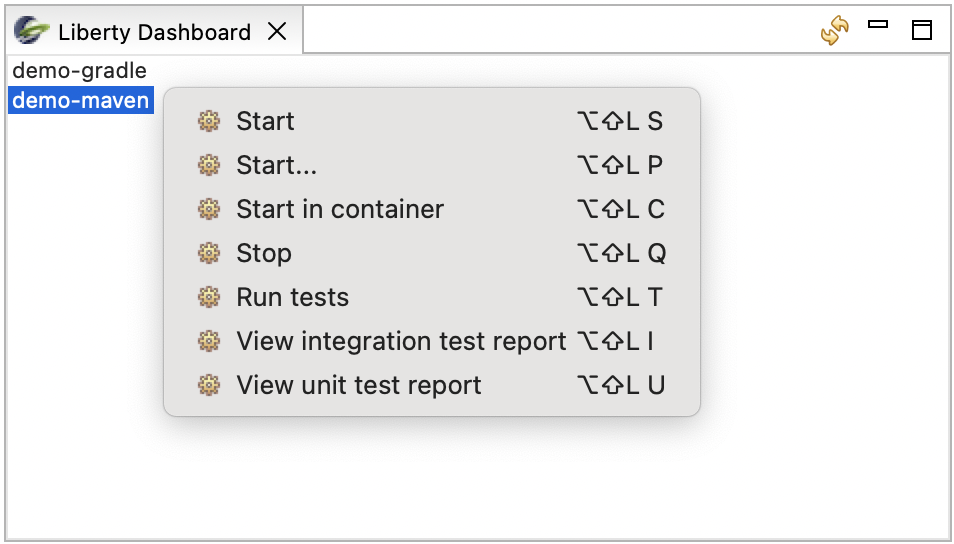 Liberty Dashboard
demo-gradle
demo-maven
Start ⌥⇧L S
Start... ⌥⇧L P
Start in container ⌥⇧L C
Stop ⌥⇧L Q
Run tests ⌥⇧L T
View integration test report ⌥⇧L I
View unit test report ⌥⇧L U